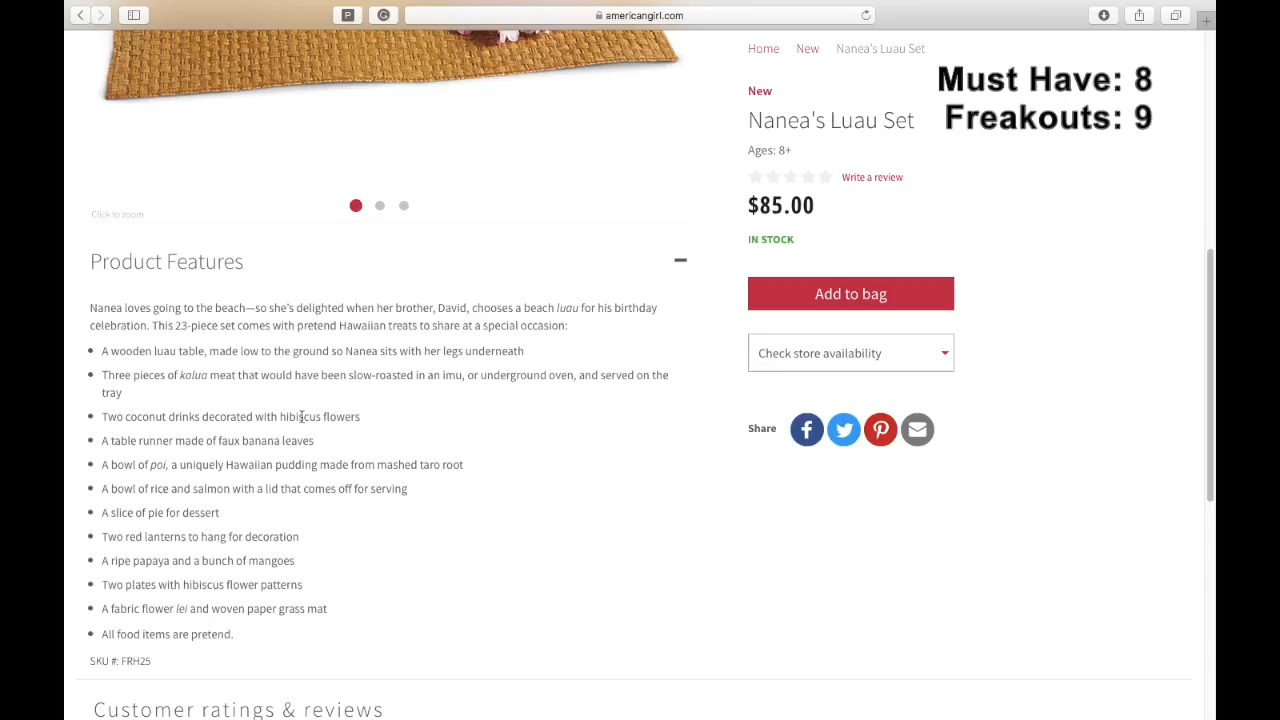 americangirl.com
Home New Nanea's Luau Set
Must Have: 8
Freakouts: 9
New
Nanea's Luau Set
Ages: 8+
Write a review
$85.00
IN STOCK
Add to bag
Check store availability
Share
Click to zoom
Product Features
Nanea loves going to the beach—so she's delighted when her brother, David, chooses a beach luau for his birthday
celebration. This 23-piece set comes with pretend Hawaiian treats to share at a special occasion:
A wooden luau table, made low to the ground so Nanea sits with her legs underneath
Three pieces of kalua meat that would have been slow-roasted in an imu, or underground oven, and served on the
tray
Two coconut drinks decorated with hibiscus flowers
A table runner made of faux banana leaves
A bowl of poi, a uniquely Hawaiian pudding made from mashed taro root
A bowl of rice and salmon with a lid that comes off for serving
A slice of pie for dessert
Two red lanterns to hang for decoration
A ripe papaya and a bunch of mangoes
Two plates with hibiscus flower patterns
A fabric flower lei and woven paper grass mat
All food items are pretend.
SKU #: FRH25
Customer ratings & reviews